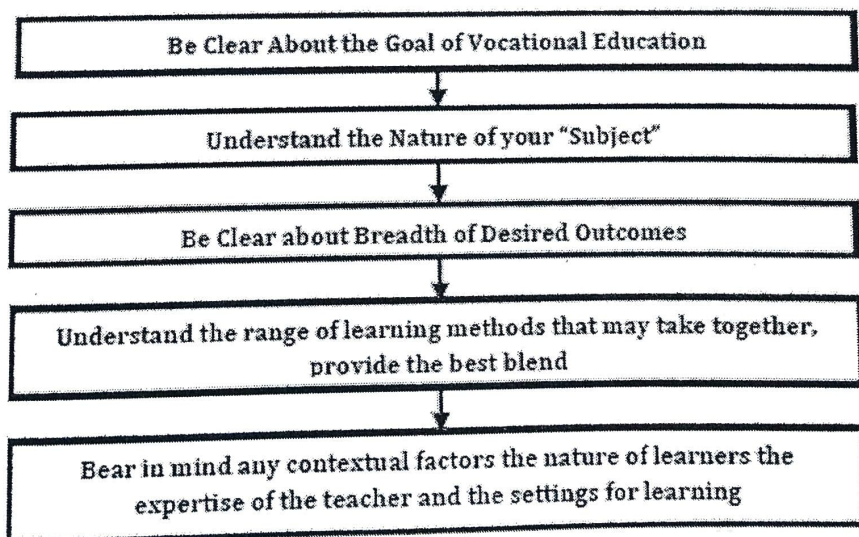 Be Clear About the Goal of Vocational Education
Understand the Nature of your "Subject"
Be Clear about Breadth of Desired Outcomes
Understand the range of learning methods that may take together,
provide the best blend
Bear in mind any contextual factors the nature of learners the
expertise of the teacher and the settings for learning